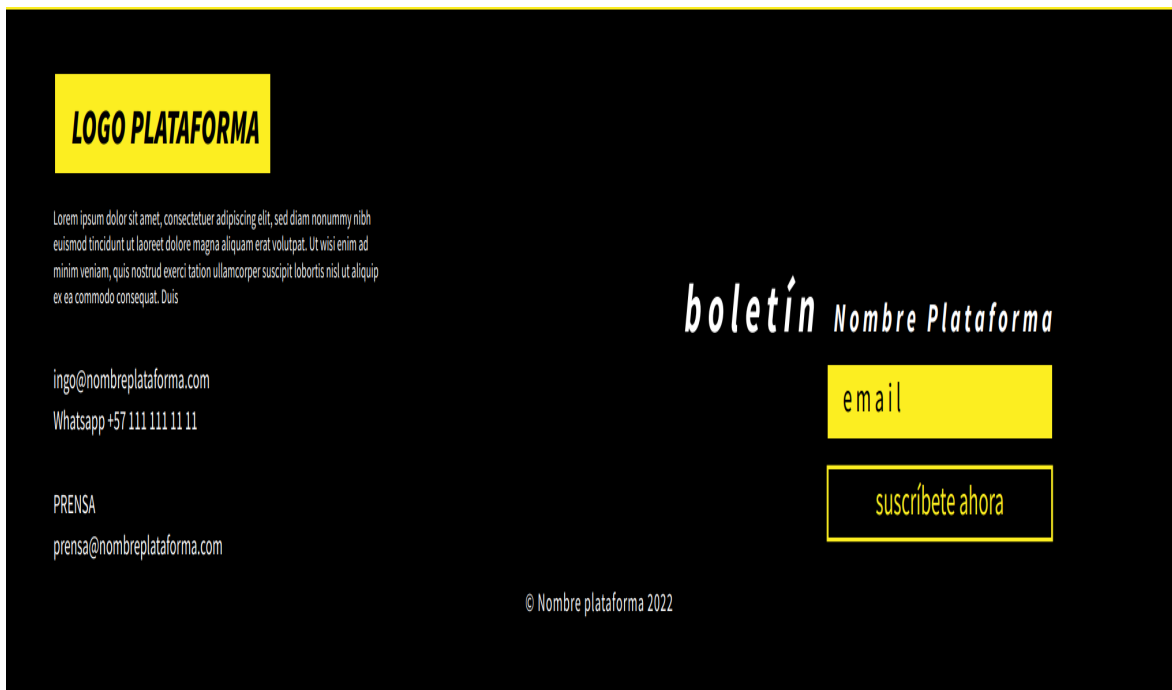 LOGO PLATAFORMA
Lorem ipsum dolor sit amet, consectetuer adipiscing elit, sed diam nonummy nibh
euismod tincidunt ut laoreet dolore magna aliquam erat volutpat. Ut wisi enim ad
minim veniam, quis nostrud exerci tation ullamcorper suscipit lobortis nisl ut aliquip
ex ea commodo consequat. Duis
ingo@nombreplataforma.com
Whatsapp +57 111 111 11 11
PRENSA
prensa@nombreplataforma.com
boletín Nombre Plataforma
email
suscríbete ahora
© Nombre plataforma 2022